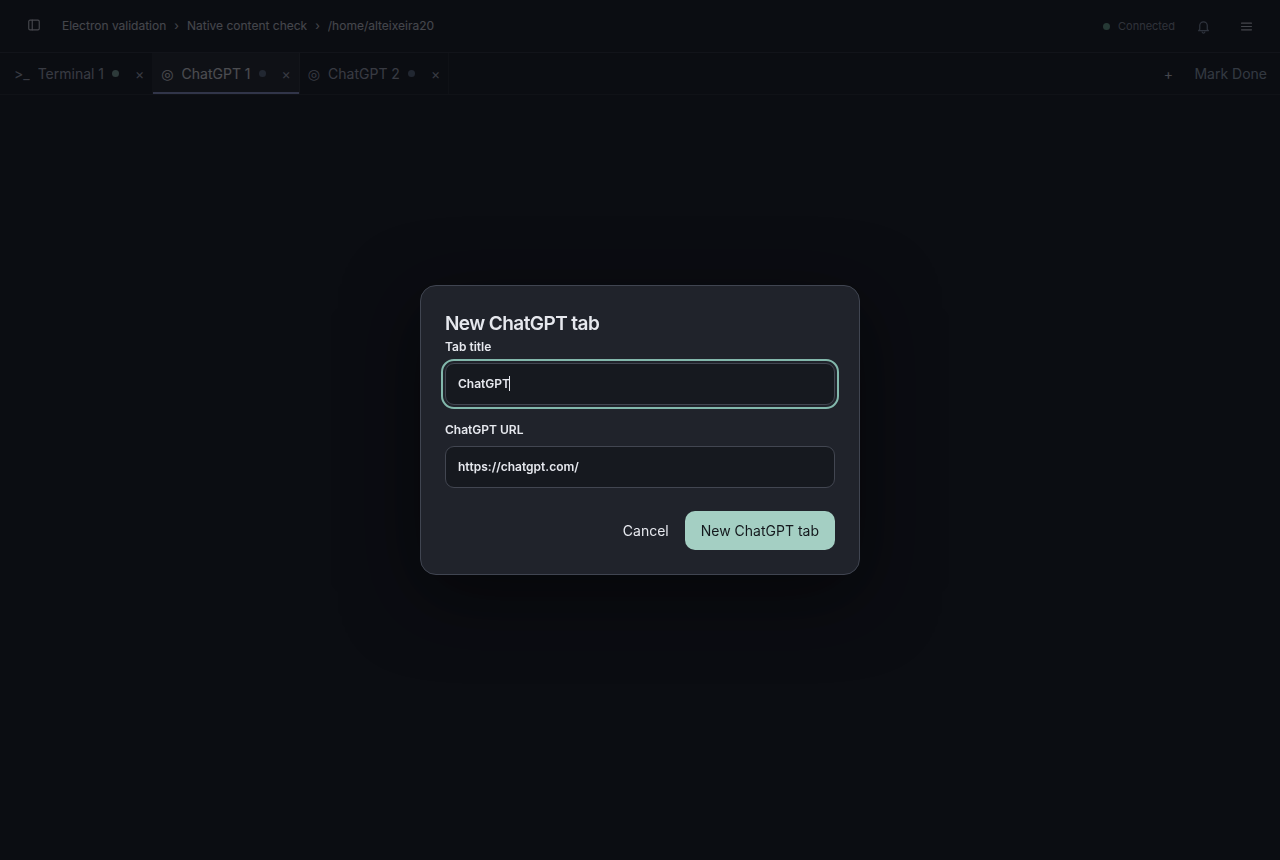 Electron validation › Native content check › /home/alteixeira20
Connected
>_ Terminal 1 × ChatGPT 1 × ChatGPT 2 × + Mark Done
New ChatGPT tab
Tab title
ChatGPT
ChatGPT URL
https://chatgpt.com/
Cancel New ChatGPT tab